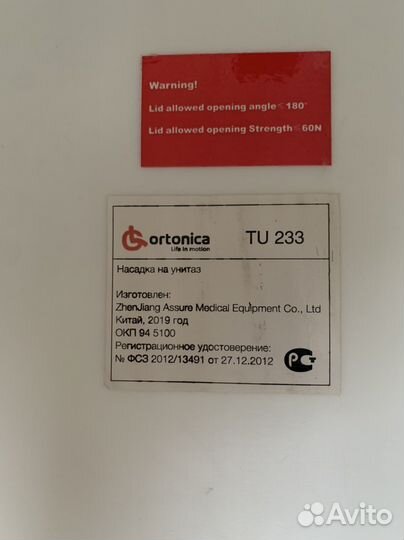 Warning!
Lid allowed opening angle<180°
Lid allowed opening Strength<60N
ortonica TU 233
Life in motion
Насадка на унитаз
Изготовлен:
ZhenJiang Assure Medical Equipment Co., Ltd
Китай, 2019 год
ОКП 94 5100
Регистрационное удостоверение:
№ ФСЗ 2012/13491 от 27.12.2012
Avito